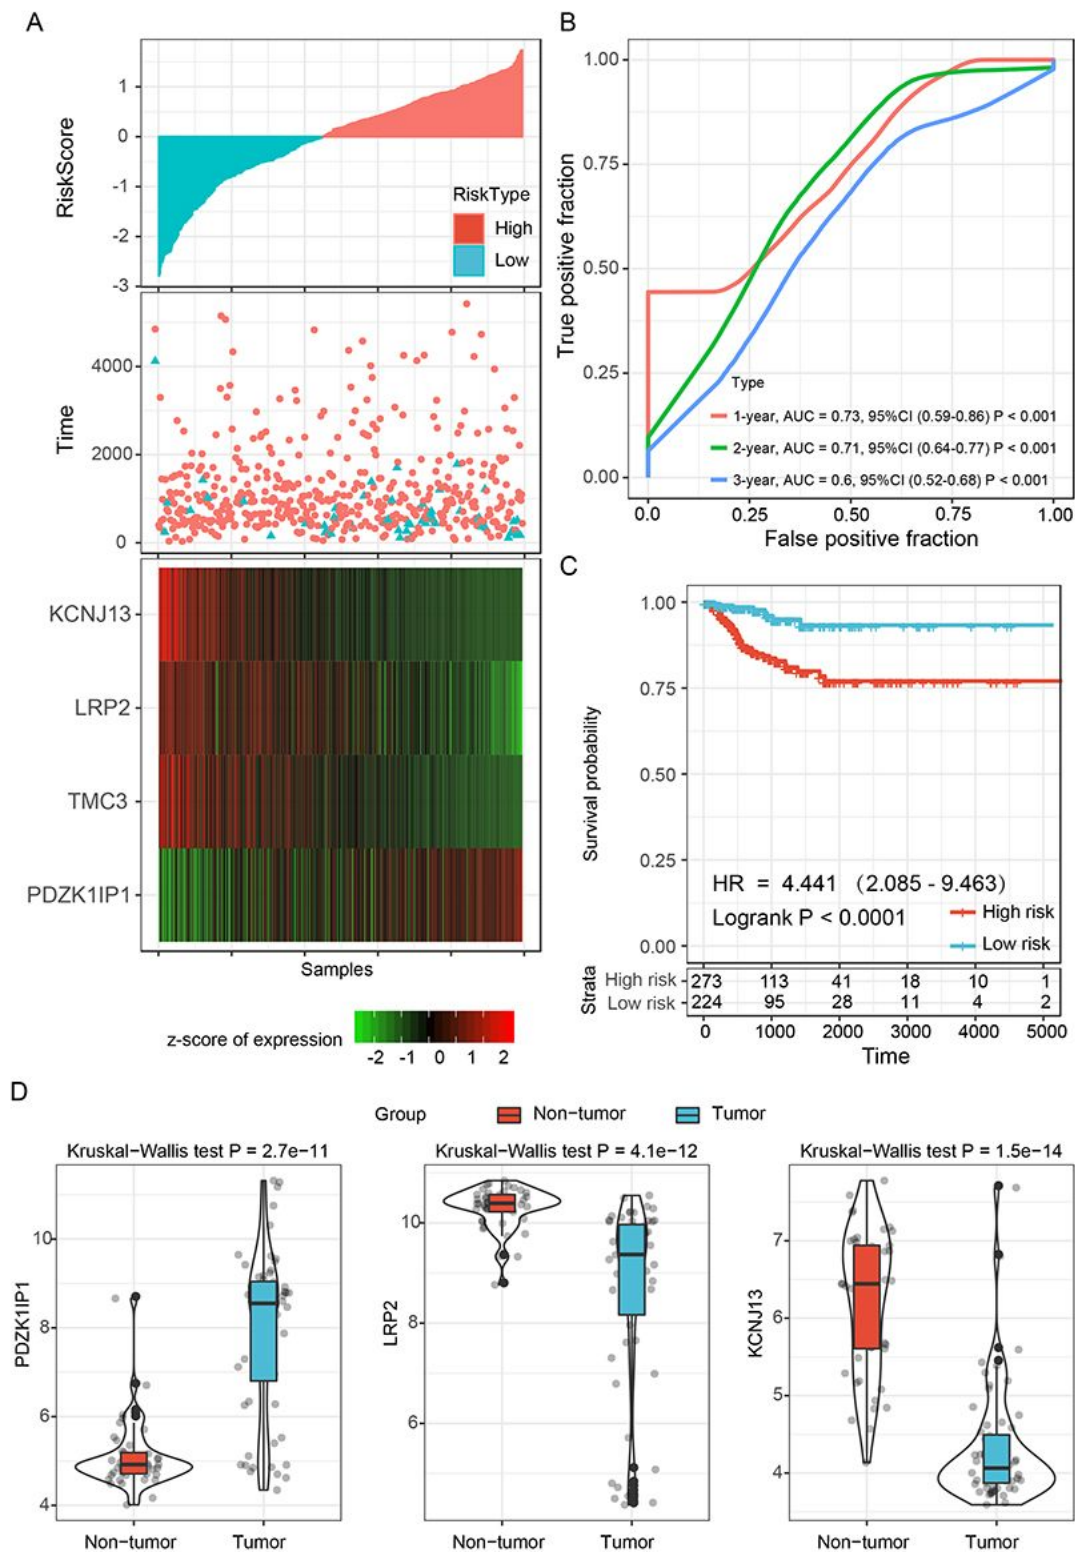 A
RiskScore
1
0
-1
-2
-3
RiskType
High
Low
Time
4000
2000
0
KCNJ13
LRP2
TMC3
PDZK1IP1
Samples
z-score of expression
-2 -1 0 1 2
B
True positive fraction
1.00
0.75
0.50
0.25
0.00
Type
1-year, AUC = 0.73, 95%CI (0.59-0.86) P < 0.001
2-year, AUC = 0.71, 95%CI (0.64-0.77) P < 0.001
3-year, AUC = 0.6, 95%CI (0.52-0.68) P < 0.001
0.0 0.25 0.50 0.75 1.00
False positive fraction
C
Survival probability
1.00
0.75
0.50
0.25
0.00
HR = 4.441 (2.085 - 9.463)
Logrank P < 0.0001
High risk
Low risk
Strata
High risk 273 113 41 18 10 1
Low risk 224 95 28 11 4 2
0 1000 2000 3000 4000 5000
Time
D
Group Non-tumor Tumor
Kruskal-Wallis test P = 2.7e-11
PDZK1IP1
10
8
6
4
Non-tumor Tumor
Kruskal-Wallis test P = 4.1e-12
LRP2
10
8
6
Non-tumor Tumor
Kruskal-Wallis test P = 1.5e-14
KCNJ13
7
6
5
4
Non-tumor Tumor